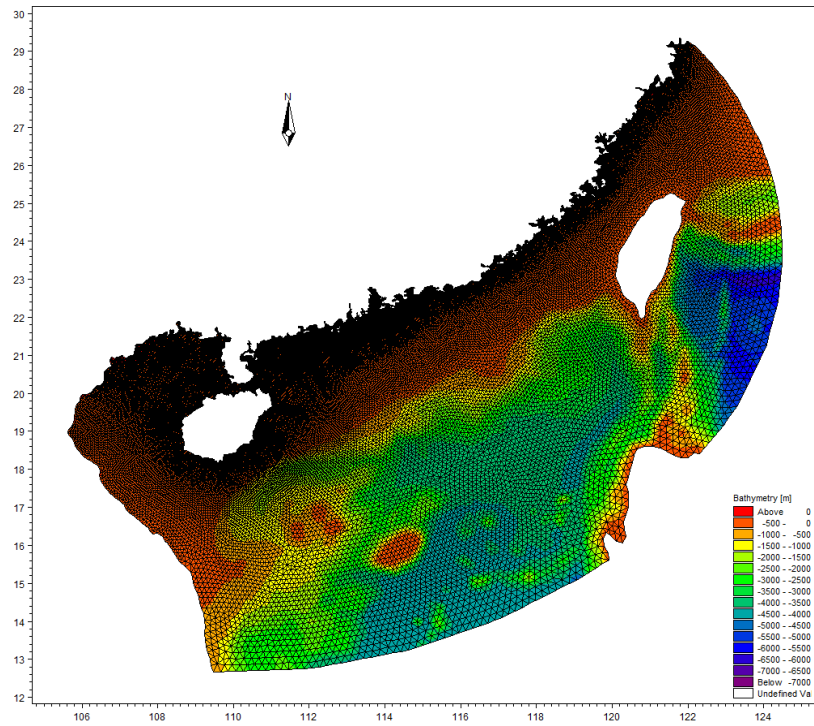 30
29
28
27
26
25
24
23
22
21
20
19
18
17
16
15
14
13
12
N
106 108 110 112 114 116 118 120 122 124
Bathymetry [m]
Above 0
-500 - 0
-1000 - -500
-1500 - -1000
-2000 - -1500
-2500 - -2000
-3000 - -2500
-3500 - -3000
-4000 - -3500
-4500 - -4000
-5000 - -4500
-5500 - -5000
-6000 - -5500
-6500 - -6000
-7000 - -6500
Below -7000
Undefined Val